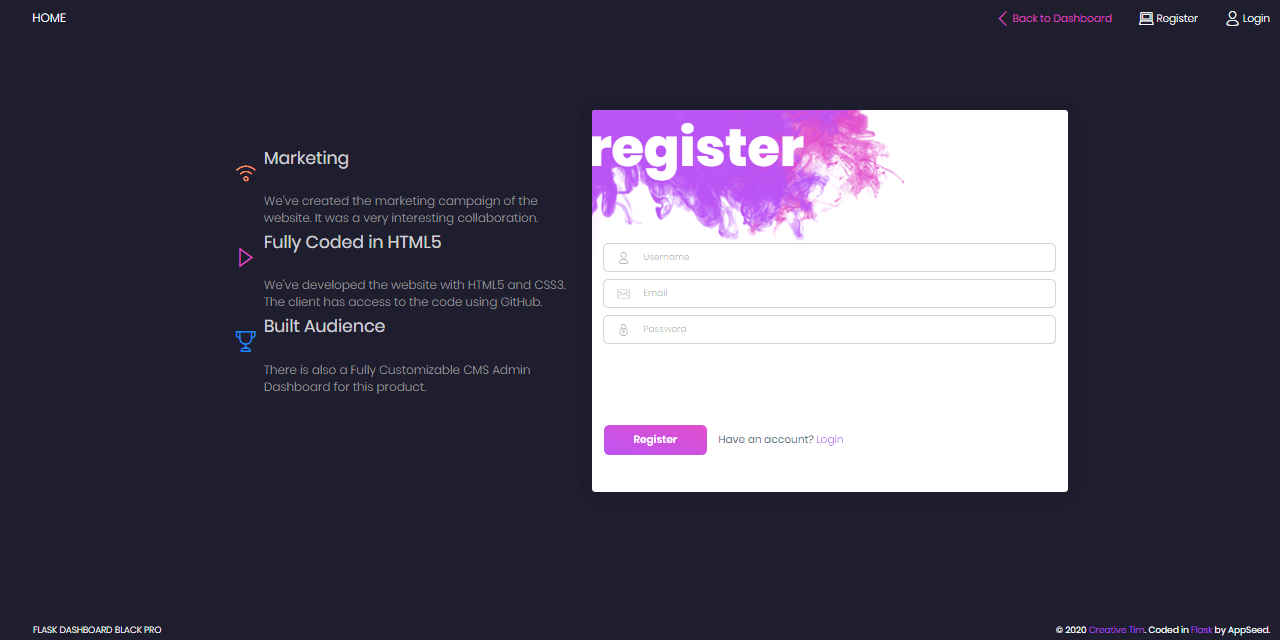 HOME
Back to Dashboard
Register
Login
Marketing
We've created the marketing campaign of the
website. It was a very interesting collaboration.
Fully Coded in HTML5
We've developed the website with HTML5 and CSS3.
The client has access to the code using GitHub.
Built Audience
There is also a Fully Customizable CMS Admin
Dashboard for this product.
register
Username
Email
Password
Register
Have an account? Login
FLASK DASHBOARD BLACK PRO
© 2020 Creative Tim. Coded in Flask by AppSeed.